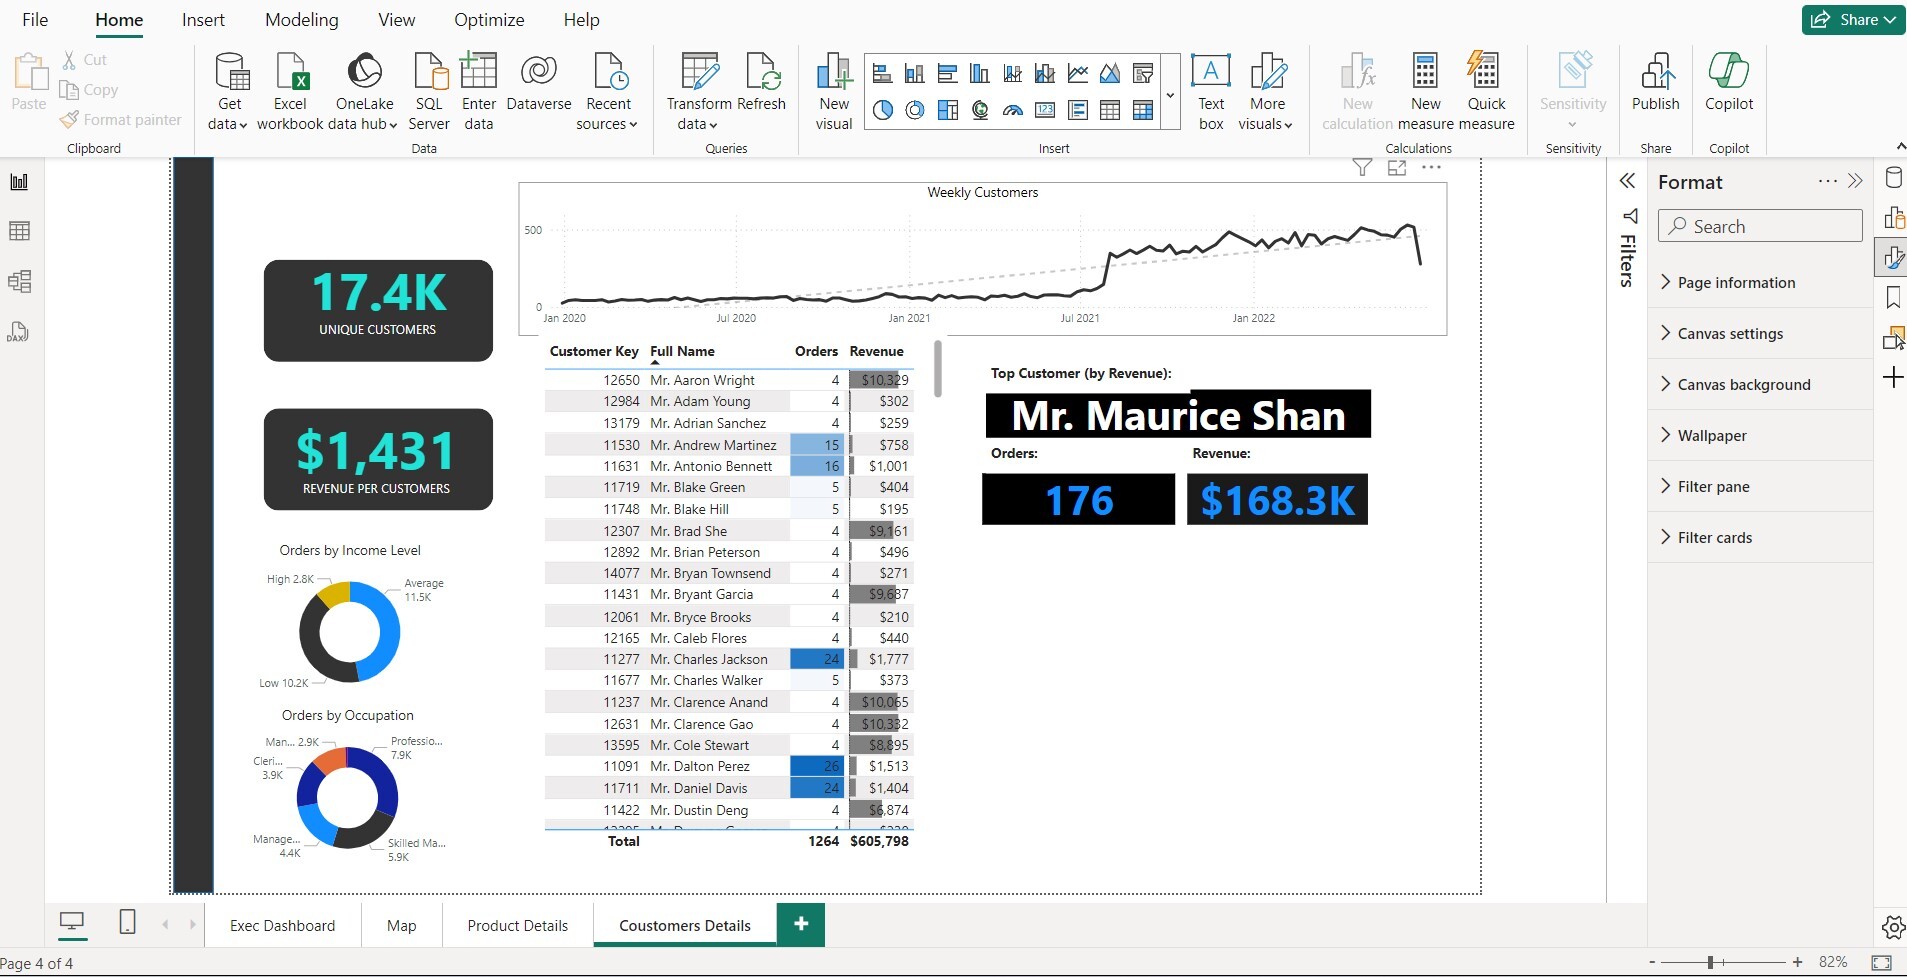 File Home Insert Modeling View Optimize Help Share
Paste
Cut
Copy
Format painter
Clipboard
Get data
Excel workbook
OneLake data hub
SQL Server
Enter data
Dataverse
Recent sources
Data
Transform data
Refresh
Queries
New visual
Text box
More visuals
Insert
New calculation
New measure
Quick measure
Calculations
Sensitivity
Sensitivity
Publish
Share
Copilot
Copilot
17.4K
UNIQUE CUSTOMERS
$1,431
REVENUE PER CUSTOMERS
Orders by Income Level
High 2.8K
Average
11.5K
Low 10.2K
Orders by Occupation
Man... 2.9K
Professio...
7.9K
Cleri...
3.9K
Manage...
4.4K
Skilled Ma...
5.9K
Weekly Customers
500
0
Jan 2020 Jul 2020 Jan 2021 Jul 2021 Jan 2022
Customer Key Full Name Orders Revenue
12650 Mr. Aaron Wright 4 $10,329
12984 Mr. Adam Young 4 $302
13179 Mr. Adrian Sanchez 4 $259
11530 Mr. Andrew Martinez 15 $758
11631 Mr. Antonio Bennett 16 $1,001
11719 Mr. Blake Green 5 $404
11748 Mr. Blake Hill 5 $195
12307 Mr. Brad She 4 $9,161
12892 Mr. Brian Peterson 4 $496
14077 Mr. Bryan Townsend 4 $271
11431 Mr. Bryant Garcia 4 $9,687
12061 Mr. Bryce Brooks 4 $210
12165 Mr. Caleb Flores 4 $440
11277 Mr. Charles Jackson 24 $1,777
11677 Mr. Charles Walker 5 $373
11237 Mr. Clarence Anand 4 $10,065
12631 Mr. Clarence Gao 4 $10,332
13595 Mr. Cole Stewart 4 $8,895
11091 Mr. Dalton Perez 26 $1,513
11711 Mr. Daniel Davis 24 $1,404
11422 Mr. Dustin Deng 4 $6,874
Total 1264 $605,798
Top Customer (by Revenue):
Mr. Maurice Shan
Orders: Revenue:
176 $168.3K
Filters
Format
Search
Page information
Canvas settings
Canvas background
Wallpaper
Filter pane
Filter cards
Exec Dashboard Map Product Details Coustomers Details
Page 4 of 4
82%